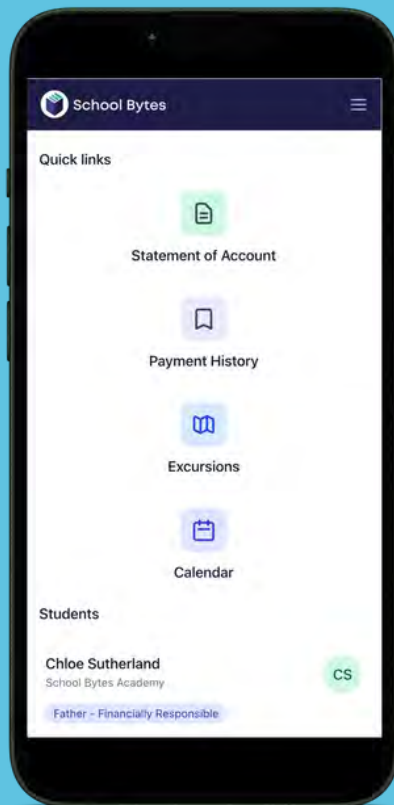 School Bytes
Quick links
Statement of Account
Payment History
Excursions
Calendar
Students
Chloe Sutherland
School Bytes Academy
CS
Father - Financially Responsible